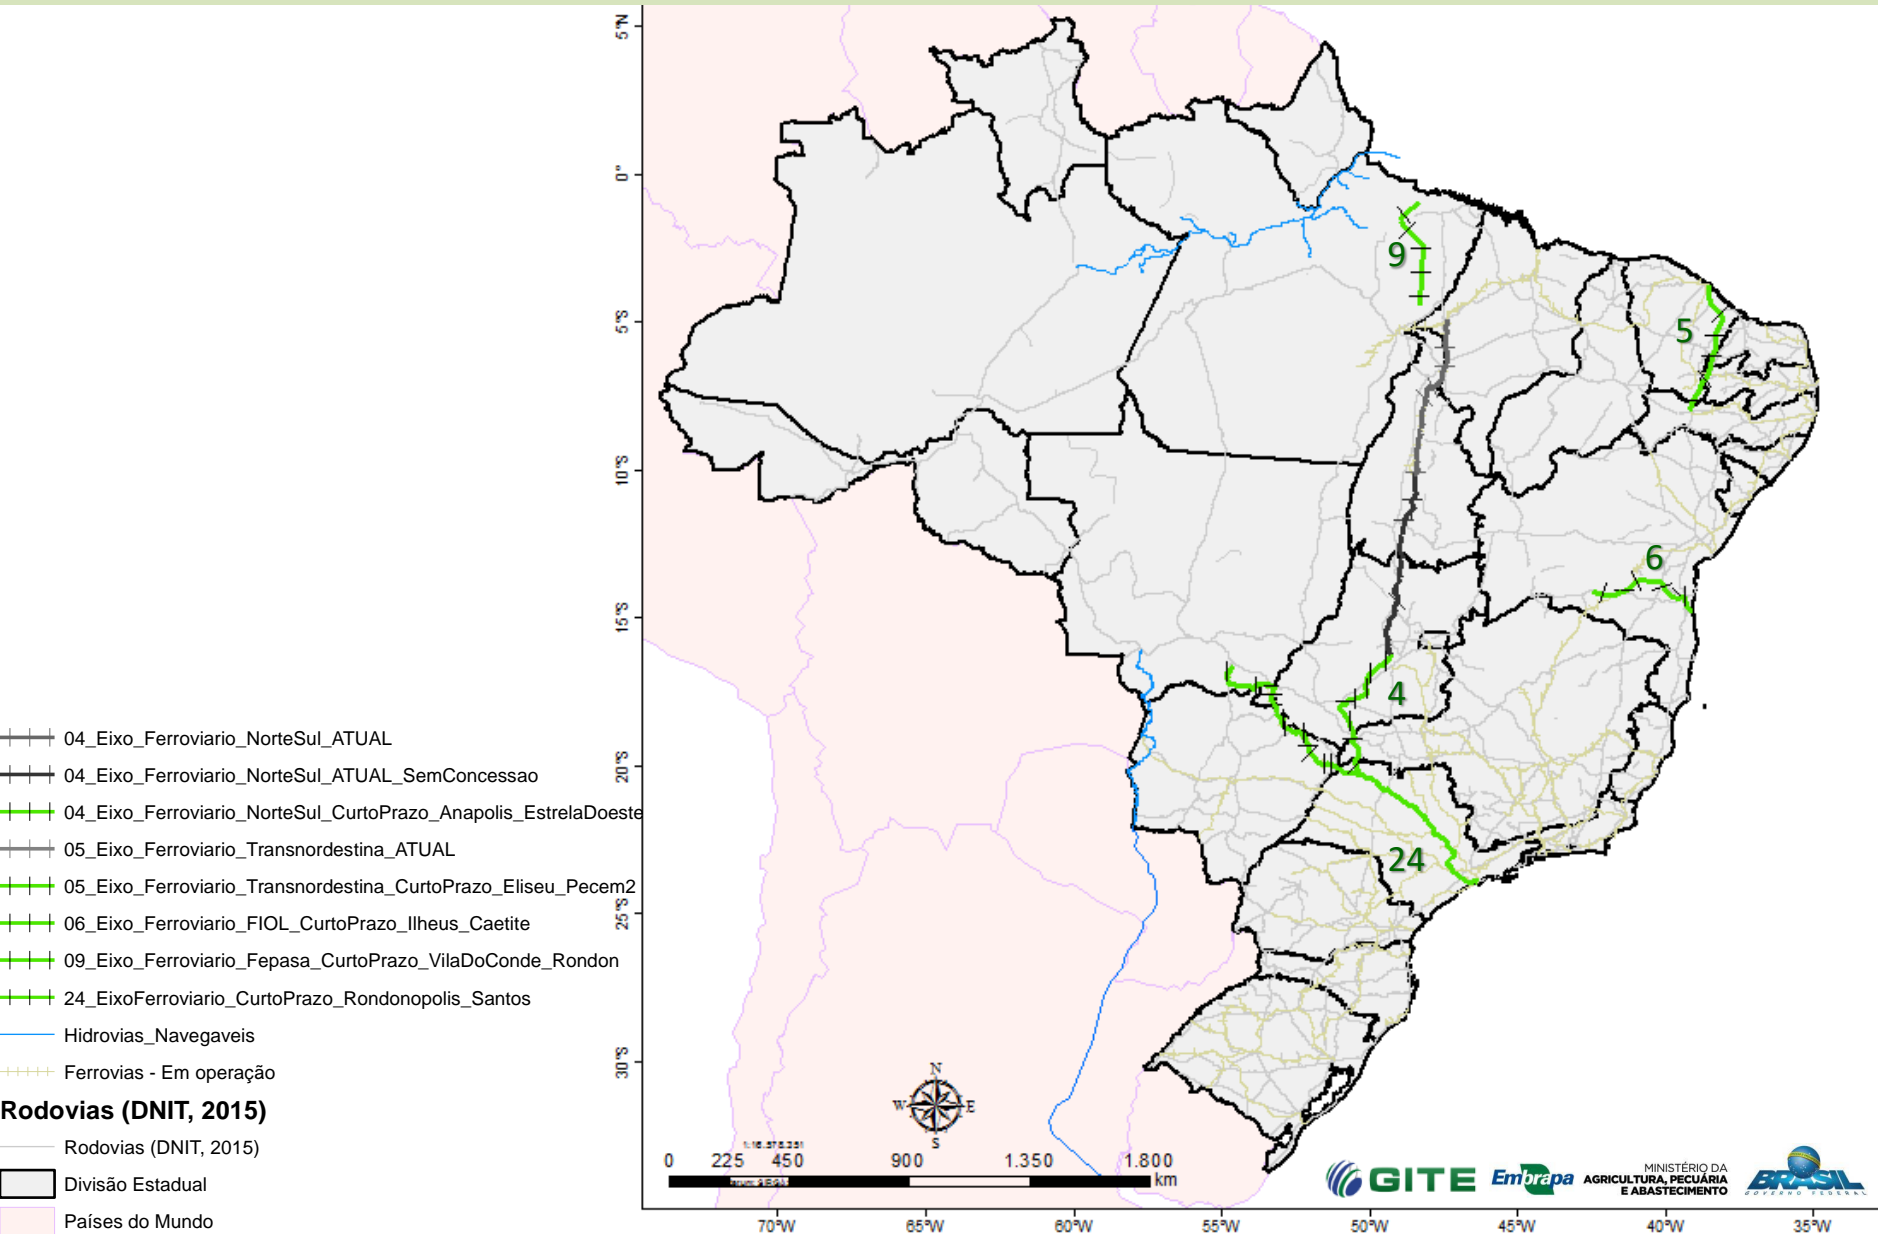 04_Eixo_Ferroviario_NorteSul_ATUAL
04_Eixo_Ferroviario_NorteSul_ATUAL_SemConcessao
04_Eixo_Ferroviario_NorteSul_CurtoPrazo_Anapolis_EstrelaDoeste
05_Eixo_Ferroviario_Transnordestina_ATUAL
05_Eixo_Ferroviario_Transnordestina_CurtoPrazo_Eliseu_Pecem2
06_Eixo_Ferroviario_FIOL_CurtoPrazo_Ilheus_Caetite
09_Eixo_Ferroviario_Fepasa_CurtoPrazo_VilaDoConde_Rondon
24_EixoFerroviario_CurtoPrazo_Rondonopolis_Santos
Hidrovias_Navegaveis
Ferrovias - Em operação
Rodovias (DNIT, 2015)
Rodovias (DNIT, 2015)
Divisão Estadual
Países do Mundo
5°N
0°
5°S
10°S
15°S
20°S
25°S
30°S
9
5
6
4
24
N
W E
S
0 225 450 900 1.350 1.800
km
GITE
Embrapa
MINISTÉRIO DA
AGRICULTURA, PECUÁRIA
E ABASTECIMENTO
BRASIL
GOVERNO FEDERAL
70°W 65°W 60°W 55°W 50°W 45°W 40°W 35°W